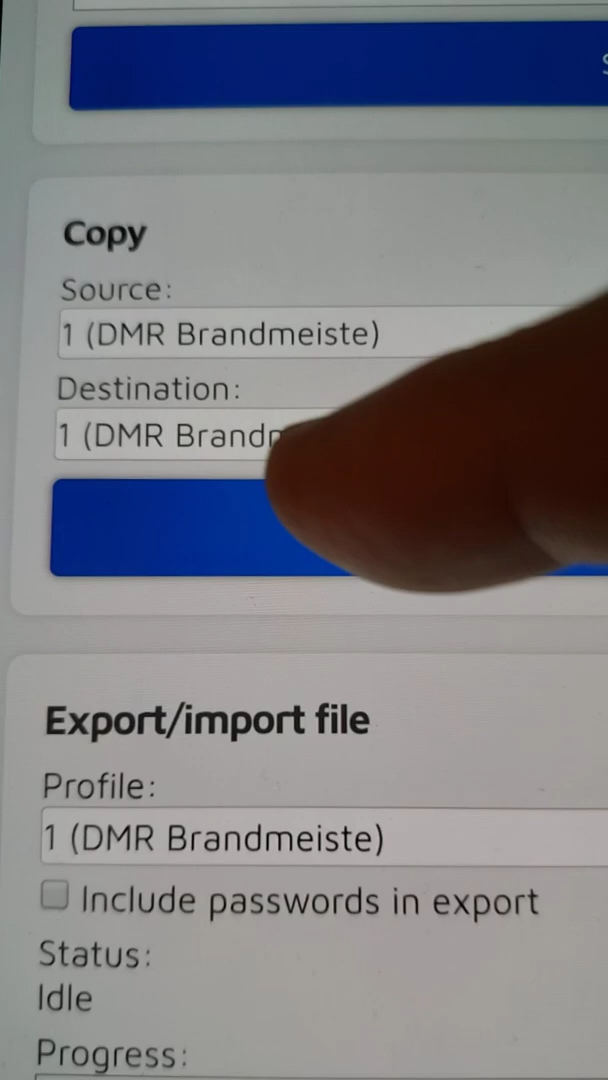 Copy
Source:
1 (DMR Brandmeiste)
Destination:
1 (DMR
Export/import file
Profile:
1 (DMR Brandmeiste)
Include passwords in export
Status:
Idle
Progress: